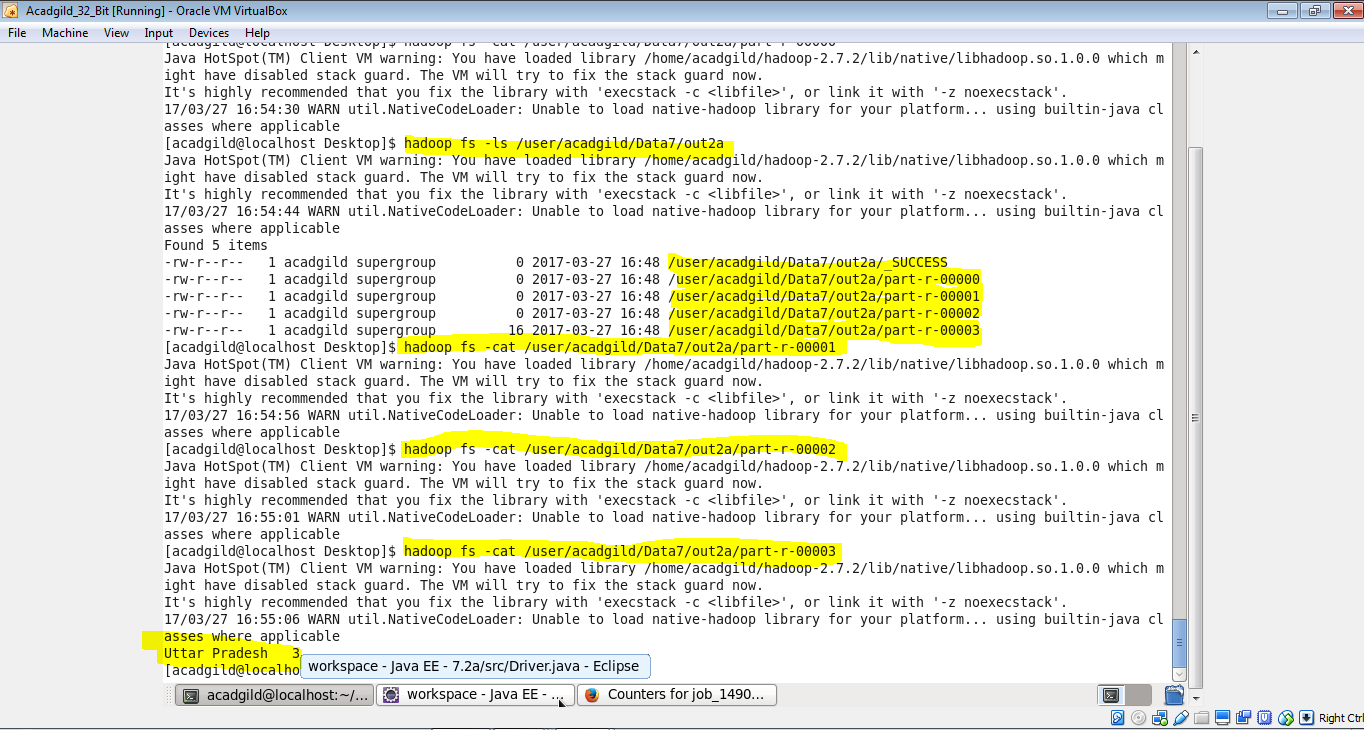 Acadgild_32_Bit [Running] - Oracle VM VirtualBox
File Machine View Input Devices Help
[acadgild@localhost Desktop]$ hadoop fs -cat /user/acadgild/Data7/out2a/part-r-00000
Java HotSpot(TM) Client VM warning: You have loaded library /home/acadgild/hadoop-2.7.2/lib/native/libhadoop.so.1.0.0 which m
ight have disabled stack guard. The VM will try to fix the stack guard now.
It's highly recommended that you fix the library with 'execstack -c <libfile>', or link it with '-z noexecstack'.
17/03/27 16:54:30 WARN util.NativeCodeLoader: Unable to load native-hadoop library for your platform... using builtin-java cl
asses where applicable
[acadgild@localhost Desktop]$ hadoop fs -ls /user/acadgild/Data7/out2a
Java HotSpot(TM) Client VM warning: You have loaded library /home/acadgild/hadoop-2.7.2/lib/native/libhadoop.so.1.0.0 which m
ight have disabled stack guard. The VM will try to fix the stack guard now.
It's highly recommended that you fix the library with 'execstack -c <libfile>', or link it with '-z noexecstack'.
17/03/27 16:54:44 WARN util.NativeCodeLoader: Unable to load native-hadoop library for your platform... using builtin-java cl
asses where applicable
Found 5 items
-rw-r--r-- 1 acadgild supergroup 0 2017-03-27 16:48 /user/acadgild/Data7/out2a/_SUCCESS
-rw-r--r-- 1 acadgild supergroup 0 2017-03-27 16:48 /user/acadgild/Data7/out2a/part-r-00000
-rw-r--r-- 1 acadgild supergroup 0 2017-03-27 16:48 /user/acadgild/Data7/out2a/part-r-00001
-rw-r--r-- 1 acadgild supergroup 0 2017-03-27 16:48 /user/acadgild/Data7/out2a/part-r-00002
-rw-r--r-- 1 acadgild supergroup 16 2017-03-27 16:48 /user/acadgild/Data7/out2a/part-r-00003
[acadgild@localhost Desktop]$ hadoop fs -cat /user/acadgild/Data7/out2a/part-r-00001
Java HotSpot(TM) Client VM warning: You have loaded library /home/acadgild/hadoop-2.7.2/lib/native/libhadoop.so.1.0.0 which m
ight have disabled stack guard. The VM will try to fix the stack guard now.
It's highly recommended that you fix the library with 'execstack -c <libfile>', or link it with '-z noexecstack'.
17/03/27 16:54:56 WARN util.NativeCodeLoader: Unable to load native-hadoop library for your platform... using builtin-java cl
asses where applicable
[acadgild@localhost Desktop]$ hadoop fs -cat /user/acadgild/Data7/out2a/part-r-00002
Java HotSpot(TM) Client VM warning: You have loaded library /home/acadgild/hadoop-2.7.2/lib/native/libhadoop.so.1.0.0 which m
ight have disabled stack guard. The VM will try to fix the stack guard now.
It's highly recommended that you fix the library with 'execstack -c <libfile>', or link it with '-z noexecstack'.
17/03/27 16:55:01 WARN util.NativeCodeLoader: Unable to load native-hadoop library for your platform... using builtin-java cl
asses where applicable
[acadgild@localhost Desktop]$ hadoop fs -cat /user/acadgild/Data7/out2a/part-r-00003
Java HotSpot(TM) Client VM warning: You have loaded library /home/acadgild/hadoop-2.7.2/lib/native/libhadoop.so.1.0.0 which m
ight have disabled stack guard. The VM will try to fix the stack guard now.
It's highly recommended that you fix the library with 'execstack -c <libfile>', or link it with '-z noexecstack'.
17/03/27 16:55:06 WARN util.NativeCodeLoader: Unable to load native-hadoop library for your platform... using builtin-java cl
asses where applicable
Uttar Pradesh 3
[acadgild@localho
workspace - Java EE - 7.2a/src/Driver.java - Eclipse
acadgild@localhost:~/... workspace - Java EE - ... Counters for job_1490...
Right Ctrl